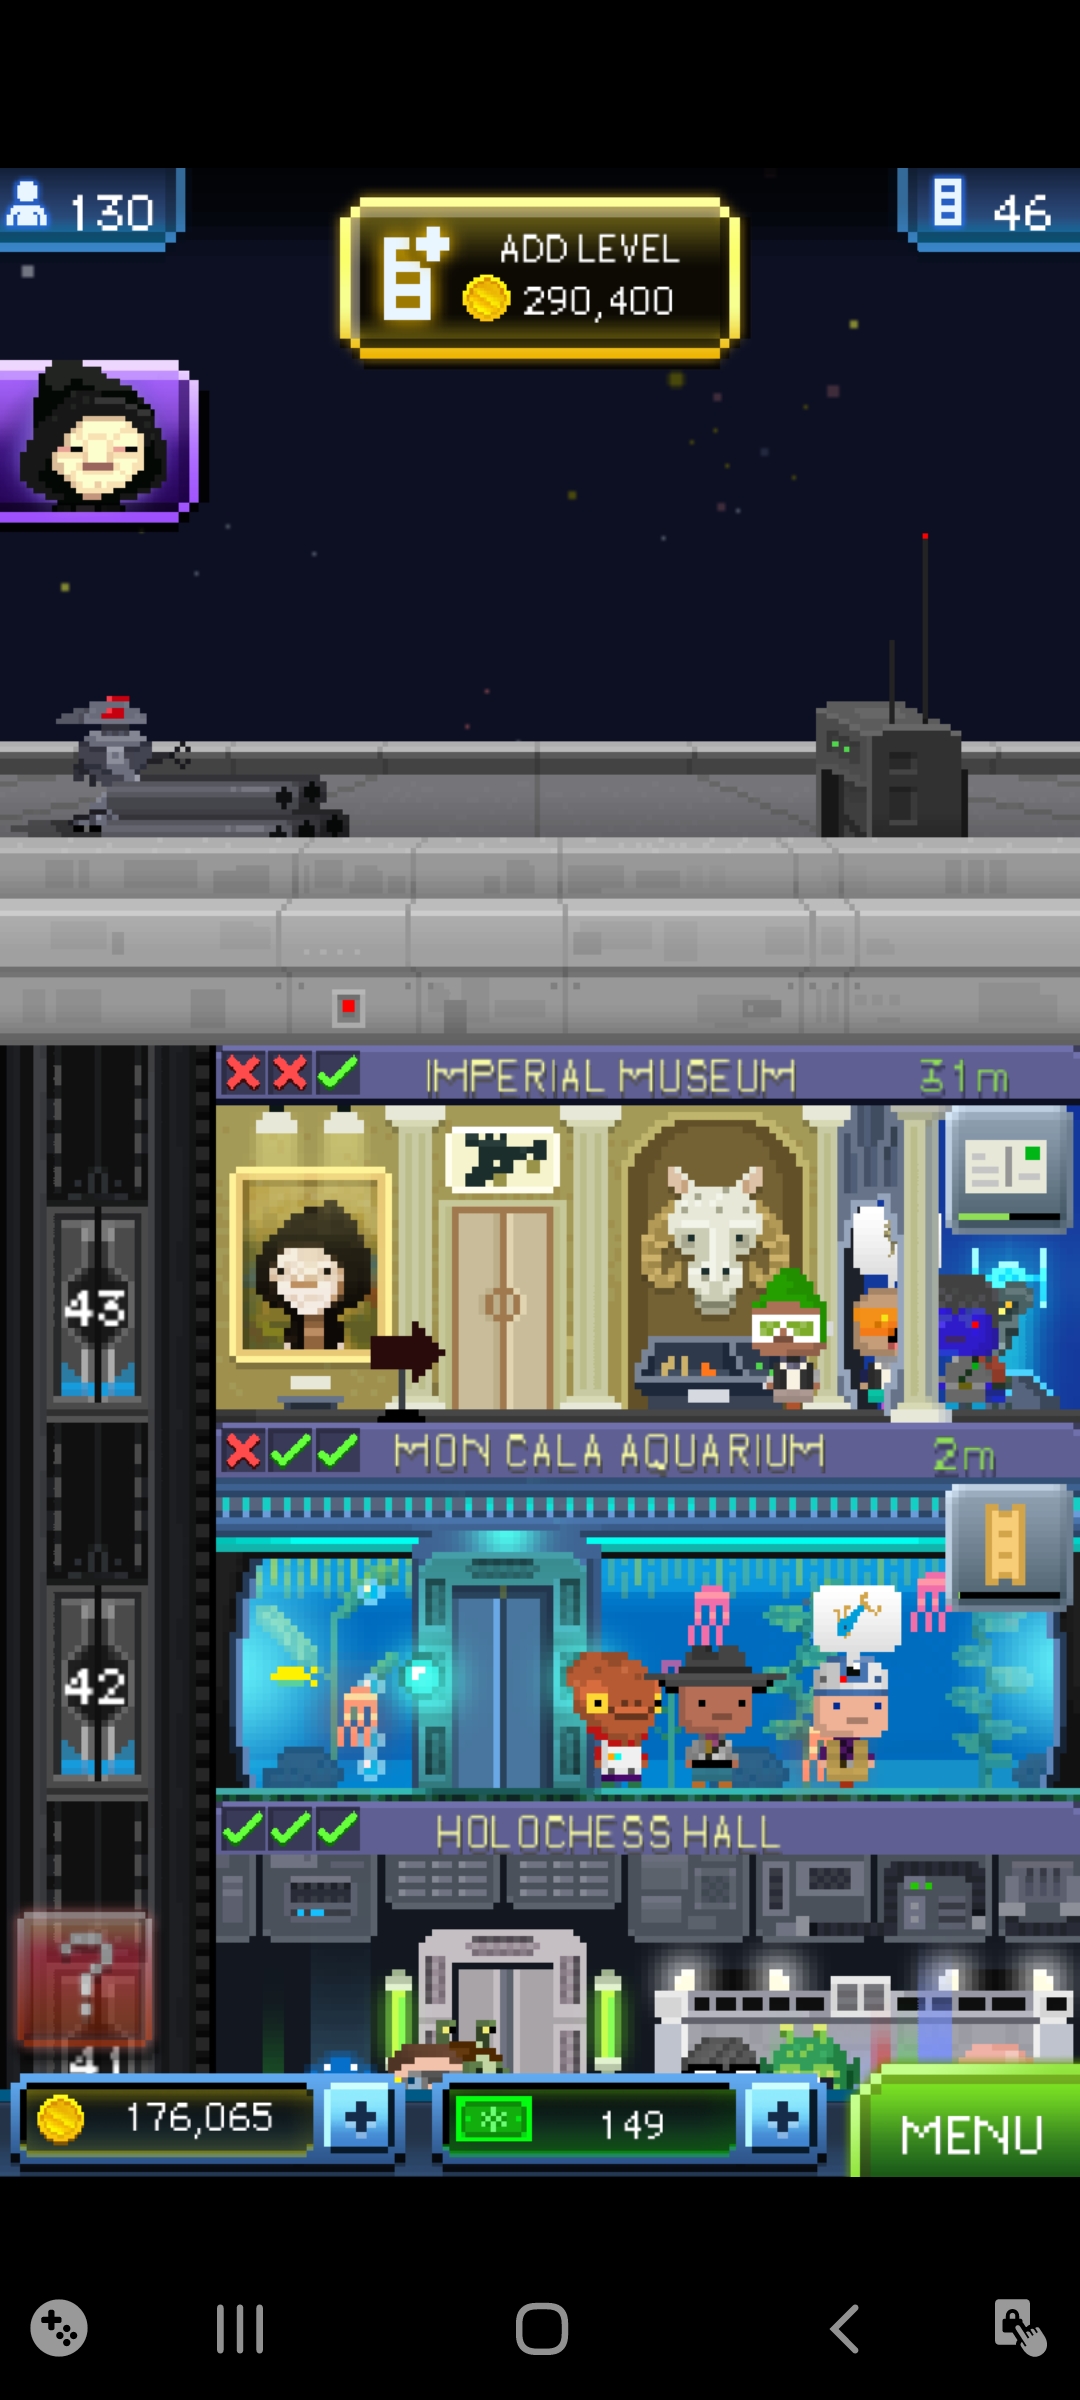 130
ADD LEVEL
290,400
46
IMPERIAL MUSEUM
31m
43
MON CALA AQUARIUM
2m
42
HOLOCHESS HALL
?
41
176,065
+
149
+
MENU